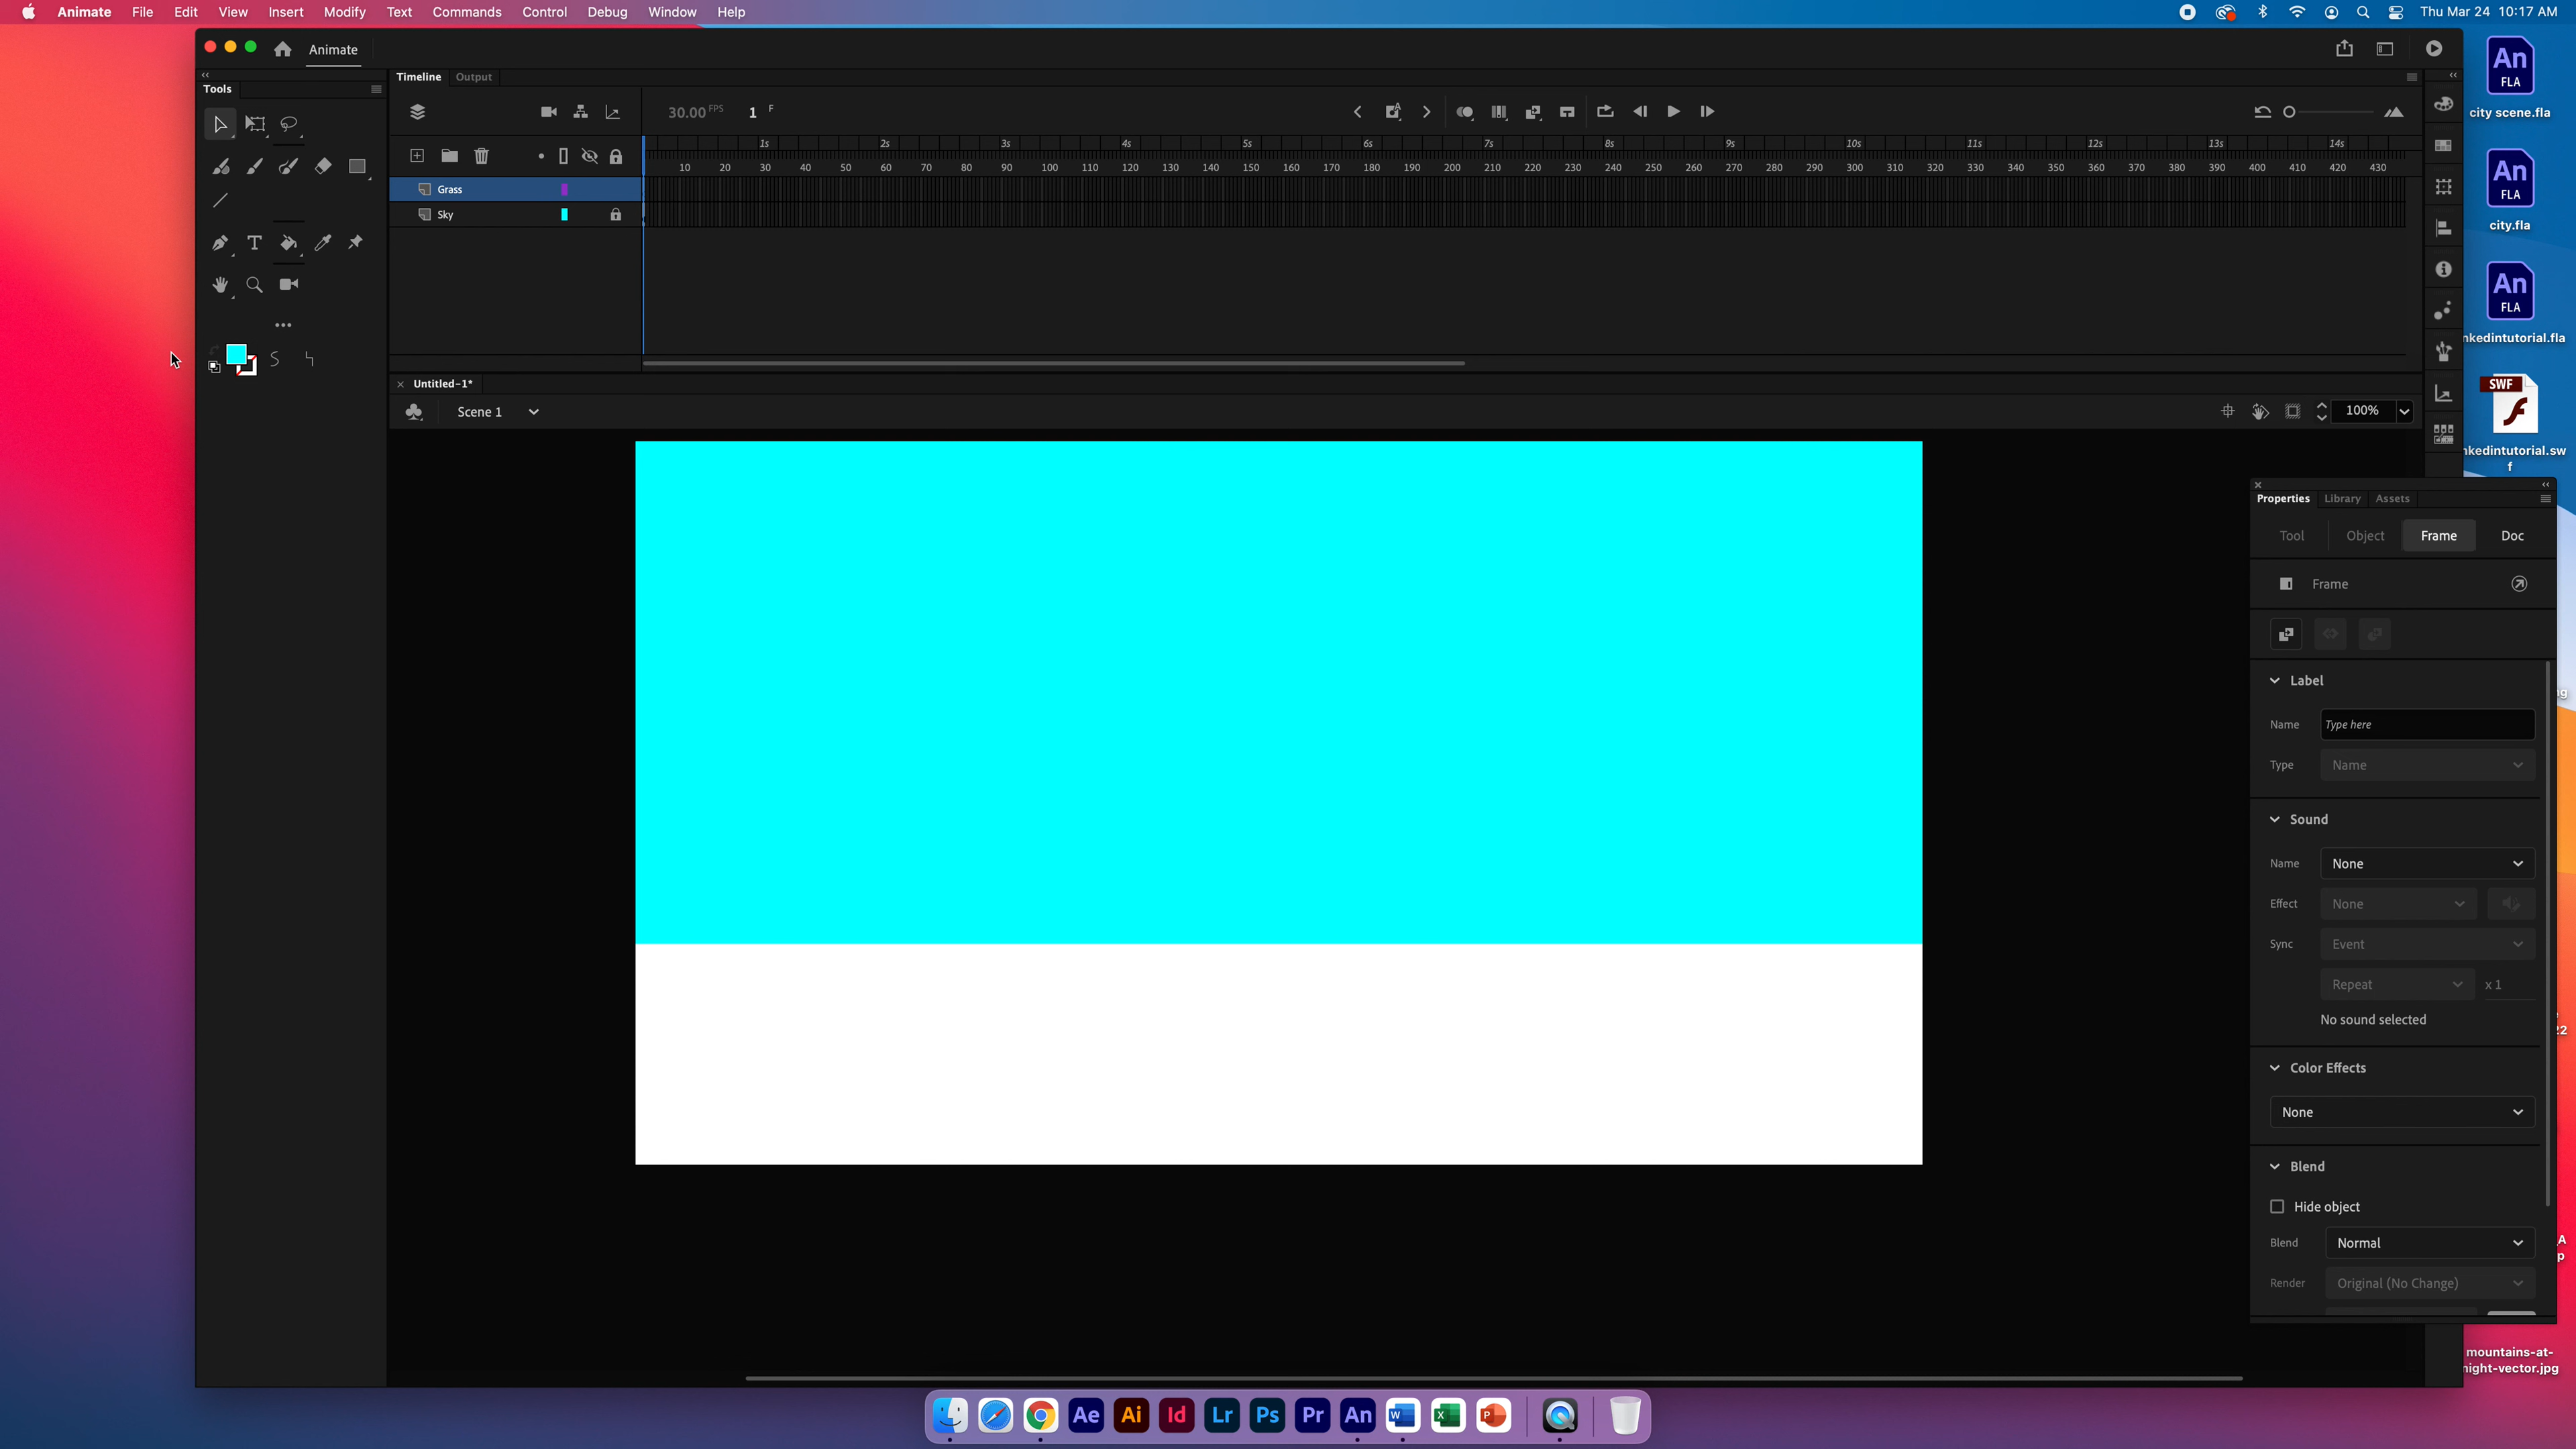 Animate File Edit View Insert Modify Text Commands Control Debug Window Help
Thu Mar 24 10:17 AM
Animate
Tools
Timeline Output
30.00 FPS 1 F
1s 2s 3s 4s 5s 6s 7s 8s 9s 10s 11s 12s 13s 14s
10 20 30 40 50 60 70 80 90 100 110 120 130 140 150 160 170 180 190 200 210 220 230 240 250 260 270 280 290 300 310 320 330 340 350 360 370 380 390 400 410 420 430
Grass
Sky
Untitled-1*
Scene 1
100%
An
FLA
city scene.fla
An
FLA
city.fla
An
FLA
nkedintutorial.fla
SWF
nkedintutorial.sw
f
Properties Library Assets
Tool Object Frame Doc
Frame
Label
Name Type here
Type Name
Sound
Name None
Effect None
Sync Event
Repeat x 1
No sound selected
Color Effects
None
Blend
Hide object
Blend Normal
Render Original (No Change)
22
A
p
mountains-at-
night-vector.jpg
Ae Ai Id Lr Ps Pr An W X P